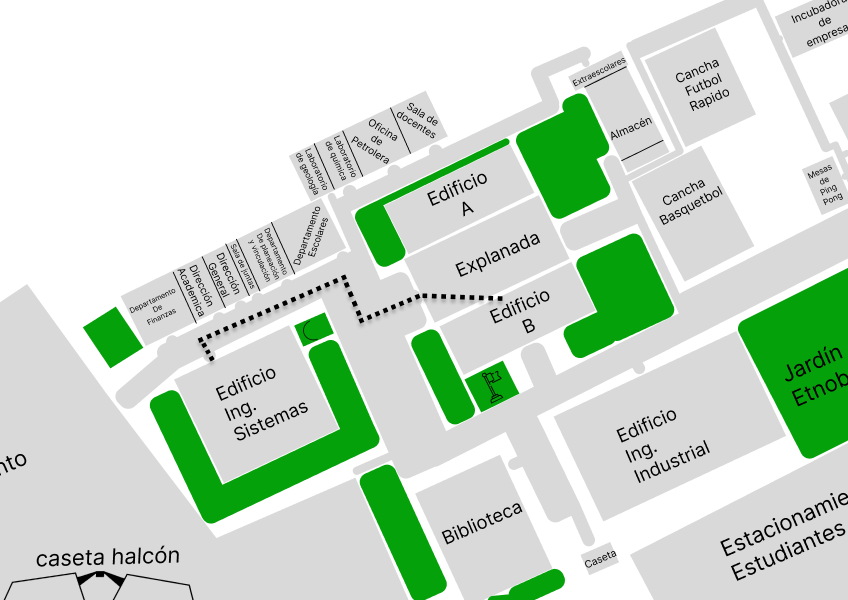 Incubadora
de
empresa
Extraescolares
Cancha
Futbol
Rapido
Almacén
Mesas
de
Ping
Pong
Cancha
Basquetbol
Sala de
docentes
Oficina
de
Petrolera
Laboratorio
de química
Laboratorio
de geología
Edificio
A
Explanada
Edificio
B
Departamento
Escolares
Departamento
De planeación
y vinculación
Sala de juntas
Dirección
General
Dirección
Academica
Departamento
De
Finanzas
Edificio
Ing.
Sistemas
Jardín
Etnob
Edificio
Ing.
Industrial
Biblioteca
Caseta
Estacionamie
Estudiantes
nto
caseta halcón